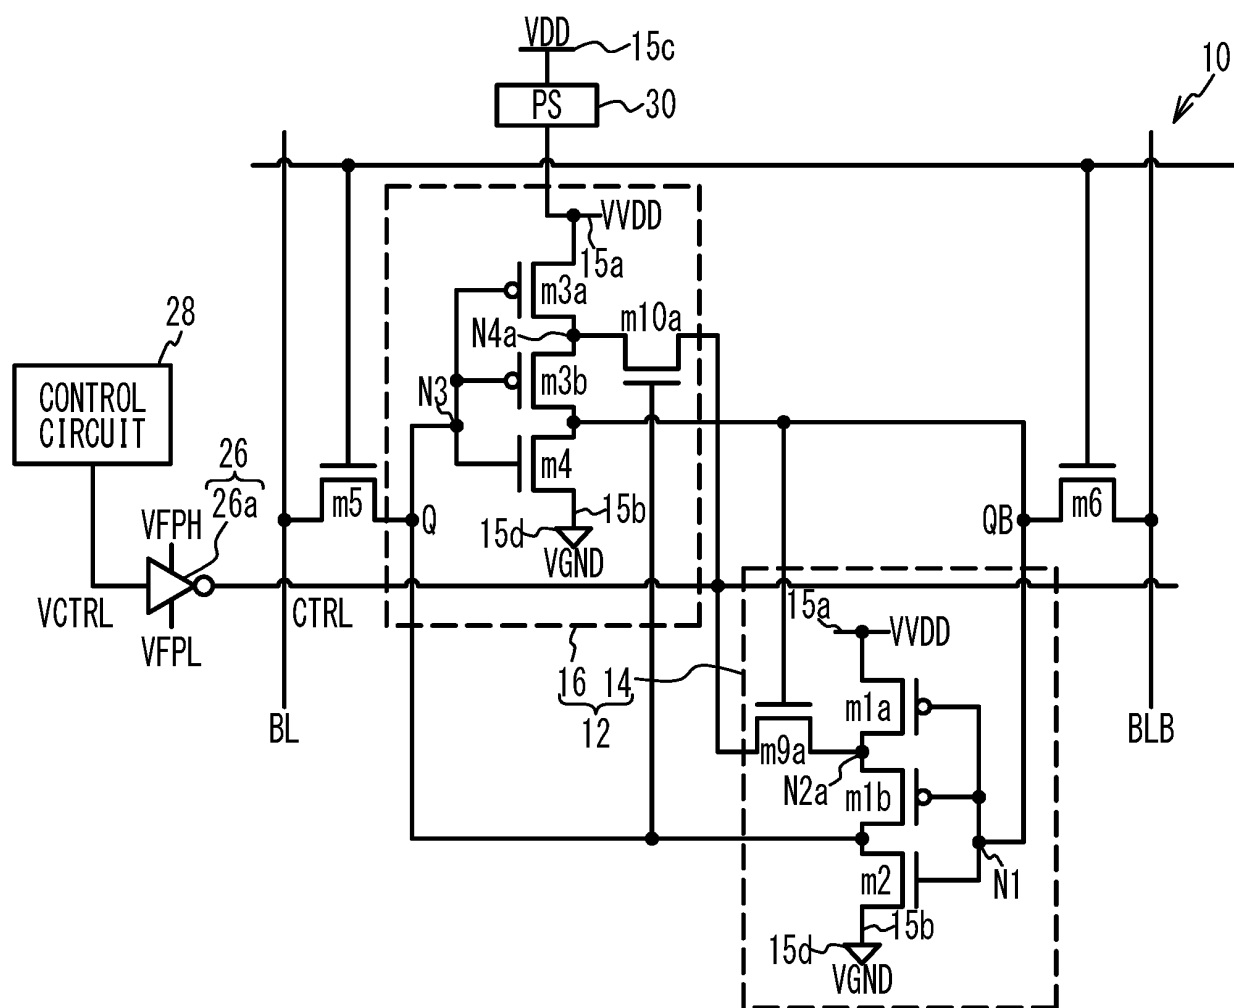 VDD
15c
10
PS
30
VVDD
15a
m3a
m10a
N4a
28
m3b
N3
CONTROL
CIRCUIT
m4
26
m5
15b
m6
26a
Q
QB
VFPH
15d
VGND
VCTRL
CTRL
15a
VVDD
VFPL
16 14
m1a
BL
12
BLB
m9a
N2a
m1b
m2
N1
15b
15d
VGND